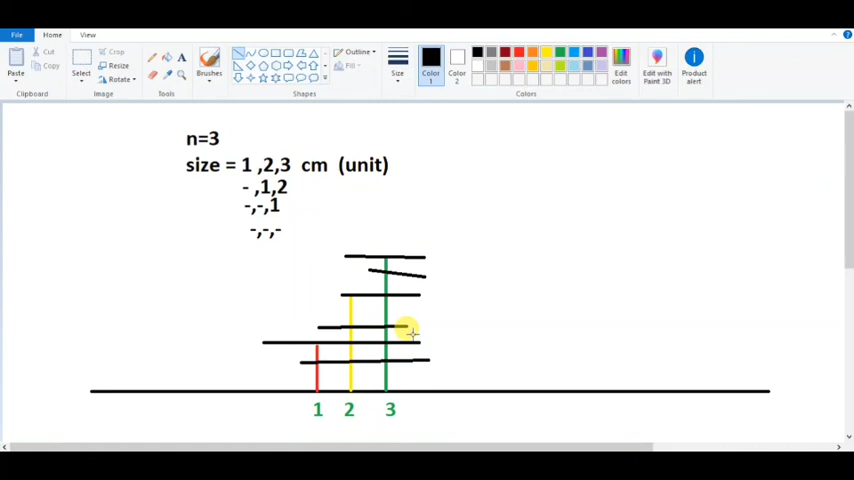 File Home View
Cut
Copy
Paste
Clipboard
Select
Crop
Resize
Rotate
Image
Tools
Brushes
Outline
Fill
Shapes
Size
Color 1
Color 2
Colors
Edit colors
Edit with Paint 3D
Product alert
n=3
size = 1 ,2,3 cm (unit)
- ,1,2
-,-,1
-,-,-
1 2 3